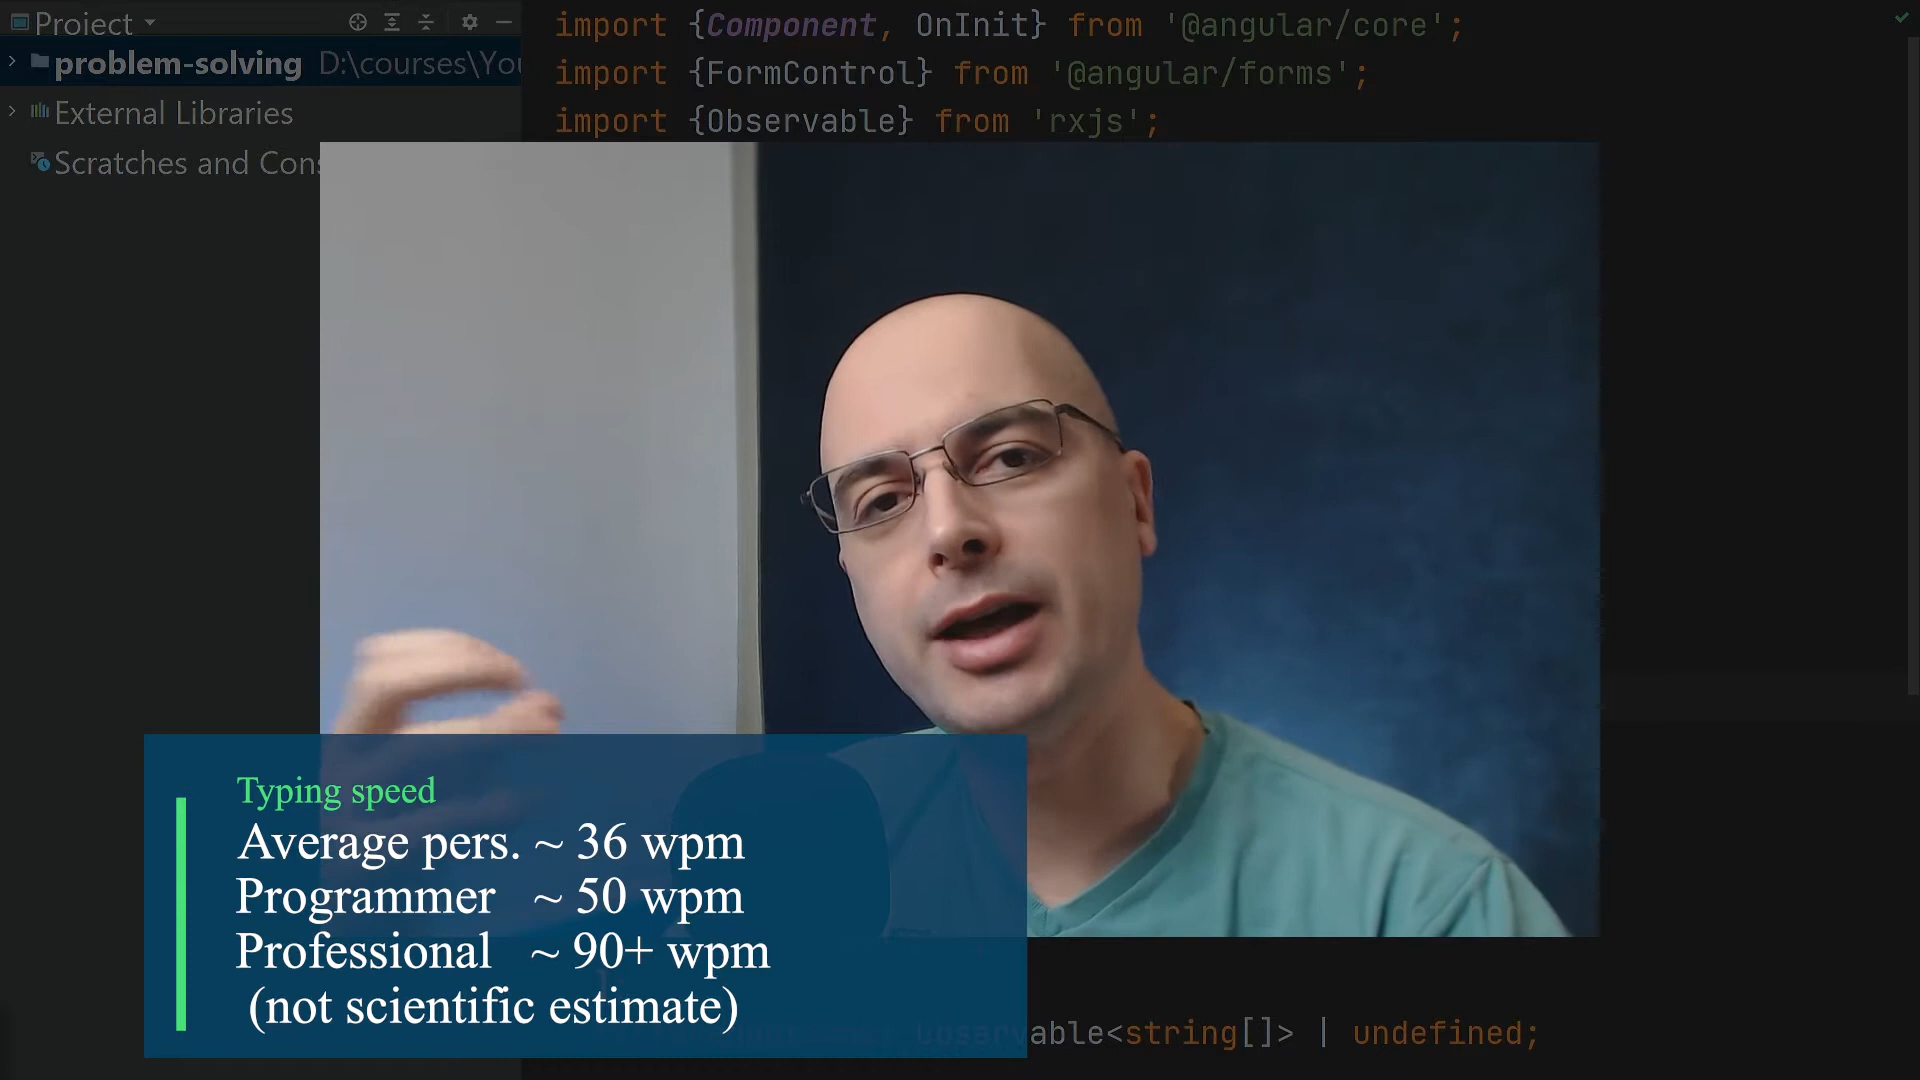 Project
problem-solving D:\courses\You
External Libraries
Scratches and Cons
import {Component, OnInit} from '@angular/core';
import {FormControl} from '@angular/forms';
import {Observable} from 'rxjs';
Typing speed
Average pers. ~ 36 wpm
Programmer ~ 50 wpm
Professional ~ 90+ wpm
(not scientific estimate)
Observable<string[]> | undefined;